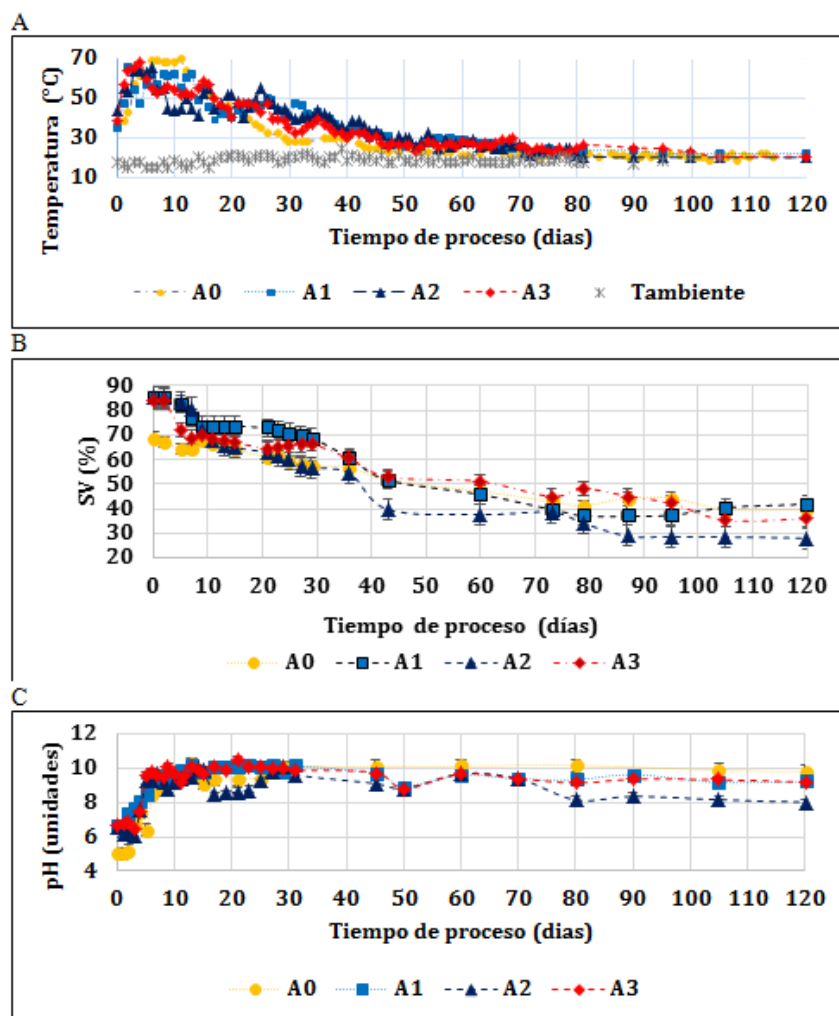 A
70
50
30
10
Temperatura (°C)
0 10 20 30 40 50 60 70 80 90 100 110 120
Tiempo de proceso (dias)
A0 A1 A2 A3 Tambiente
B
90
80
70
60
50
40
30
20
SV (%)
0 10 20 30 40 50 60 70 80 90 100 110 120
Tiempo de proceso (días)
A0 A1 A2 A3
C
12
10
8
6
4
pH (unidades)
0 10 20 30 40 50 60 70 80 90 100 110 120
Tiempo de proceso (dias)
A0 A1 A2 A3